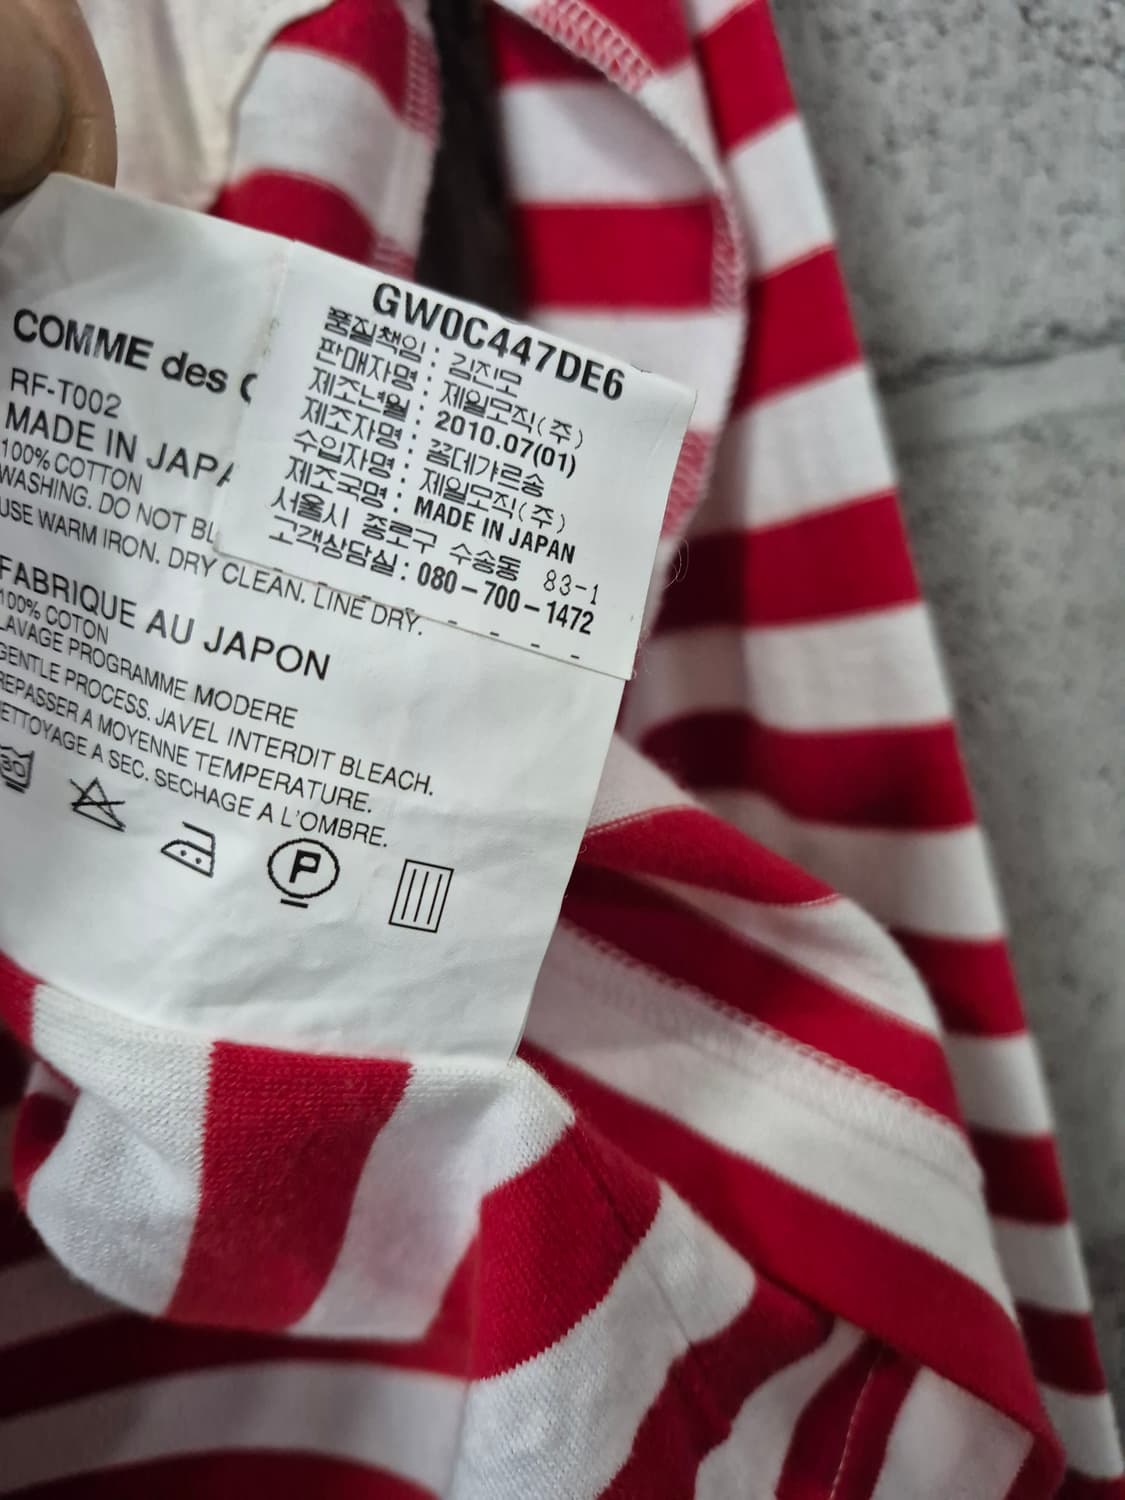 COMME des
RF-T002
MADE IN JAPA
100% COTTON
WASHING. DO NOT BL
USE WARM IRON. DRY CLEAN. LINE DRY.
FABRIQUE AU JAPON
100% COTON
LAVAGE PROGRAMME MODERE
GENTLE PROCESS. JAVEL INTERDIT BLEACH.
REPASSER A MOYENNE TEMPERATURE.
ETTOYAGE A SEC. SECHAGE A L'OMBRE.
30
P
GW0C447DE6
품질책임 : 김진모
판매자명 : 제일모직(주)
제조년월 : 2010.07(01)
제조자명 : 꼼데가르송
수입자명 : 제일모직(주)
제조국명 : MADE IN JAPAN
서울시 종로구 수송동 83-1
고객상담실 : 080-700-1472